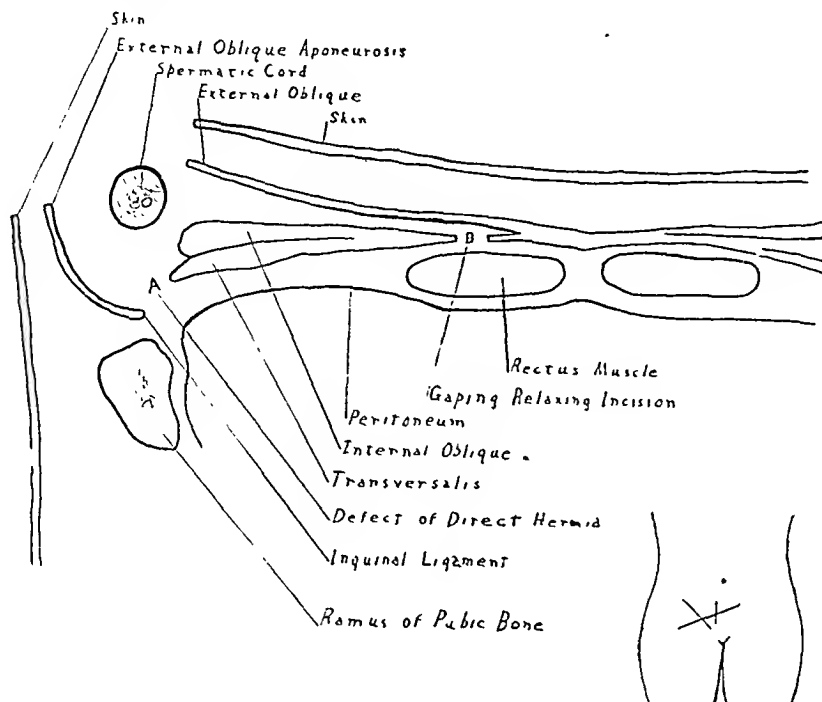 Skin
External Oblique Aponeurosis
Spermatic Cord
External Oblique
Skin
B
A
Rectus Muscle
Gaping Relaxing Incision
Peritoneum
Internal Oblique.
Transversalis
Defect of Direct Hernia
Inguinal Ligament
Ramus of Pubic Bone